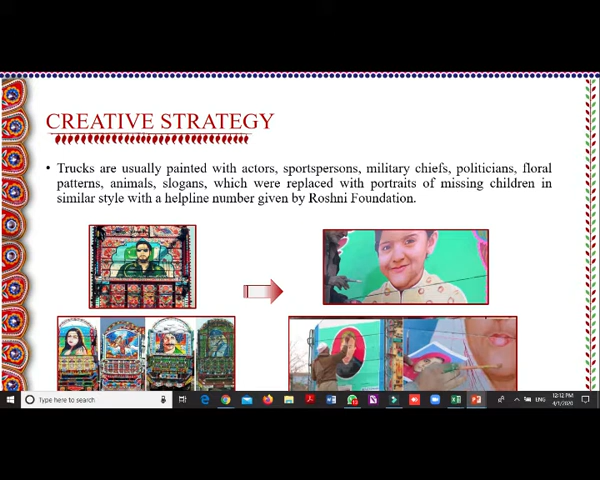 CREATIVE STRATEGY
• Trucks are usually painted with actors, sportspersons, military chiefs, politicians, floral
patterns, animals, slogans, which were replaced with portraits of missing children in
similar style with a helpline number given by Roshni Foundation.
Type here to search
ENG
12:12 PM
4/1/2020